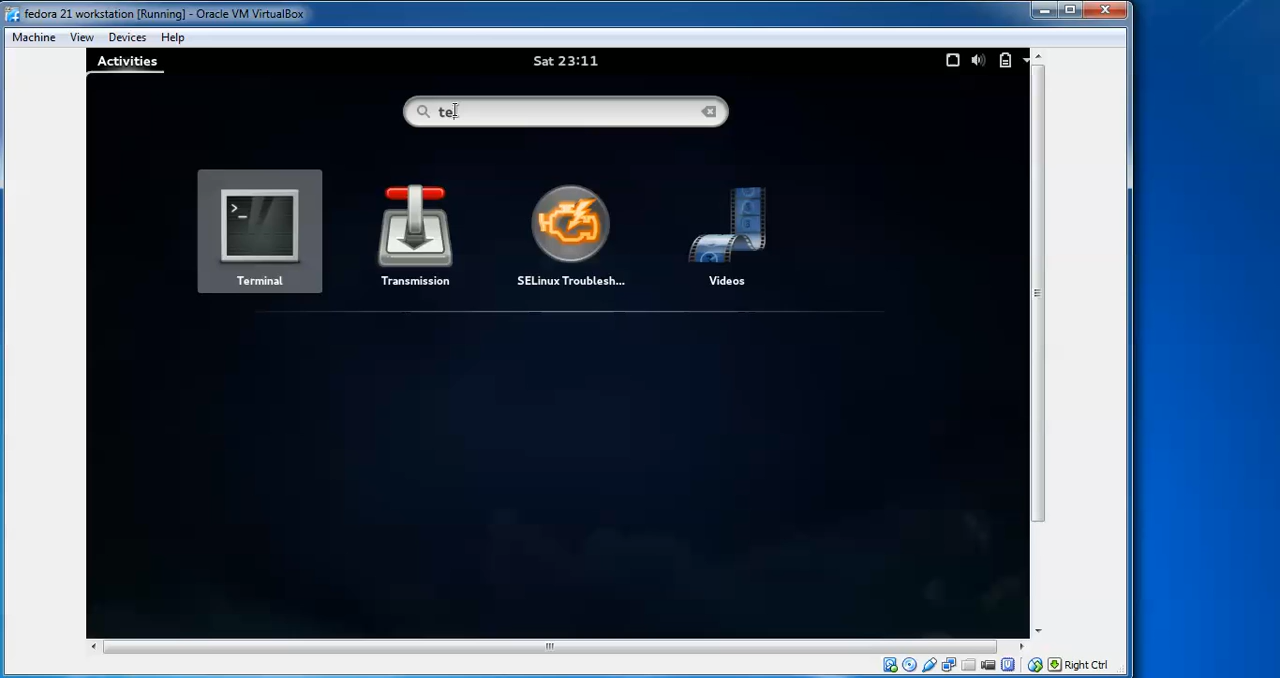 fedora 21 workstation [Running] - Oracle VM VirtualBox
Machine View Devices Help
Activities Sat 23:11
te
Terminal Transmission SELinux Troublesh... Videos
Right Ctrl